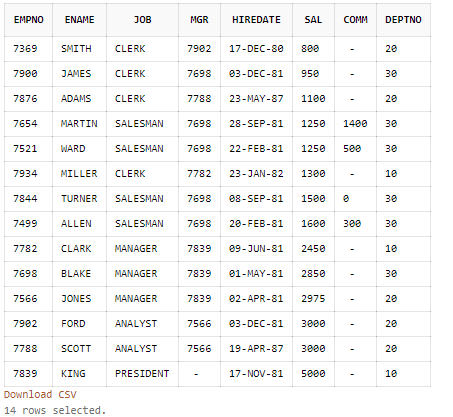 EMPNO ENAME JOB MGR HIREDATE SAL COMM DEPTNO
7369 SMITH CLERK 7902 17-DEC-80 800 - 20
7900 JAMES CLERK 7698 03-DEC-81 950 - 30
7876 ADAMS CLERK 7788 23-MAY-87 1100 - 20
7654 MARTIN SALESMAN 7698 28-SEP-81 1250 1400 30
7521 WARD SALESMAN 7698 22-FEB-81 1250 500 30
7934 MILLER CLERK 7782 23-JAN-82 1300 - 10
7844 TURNER SALESMAN 7698 08-SEP-81 1500 0 30
7499 ALLEN SALESMAN 7698 20-FEB-81 1600 300 30
7782 CLARK MANAGER 7839 09-JUN-81 2450 - 10
7698 BLAKE MANAGER 7839 01-MAY-81 2850 - 30
7566 JONES MANAGER 7839 02-APR-81 2975 - 20
7902 FORD ANALYST 7566 03-DEC-81 3000 - 20
7788 SCOTT ANALYST 7566 19-APR-87 3000 - 20
7839 KING PRESIDENT - 17-NOV-81 5000 - 10
Download CSV
14 rows selected.